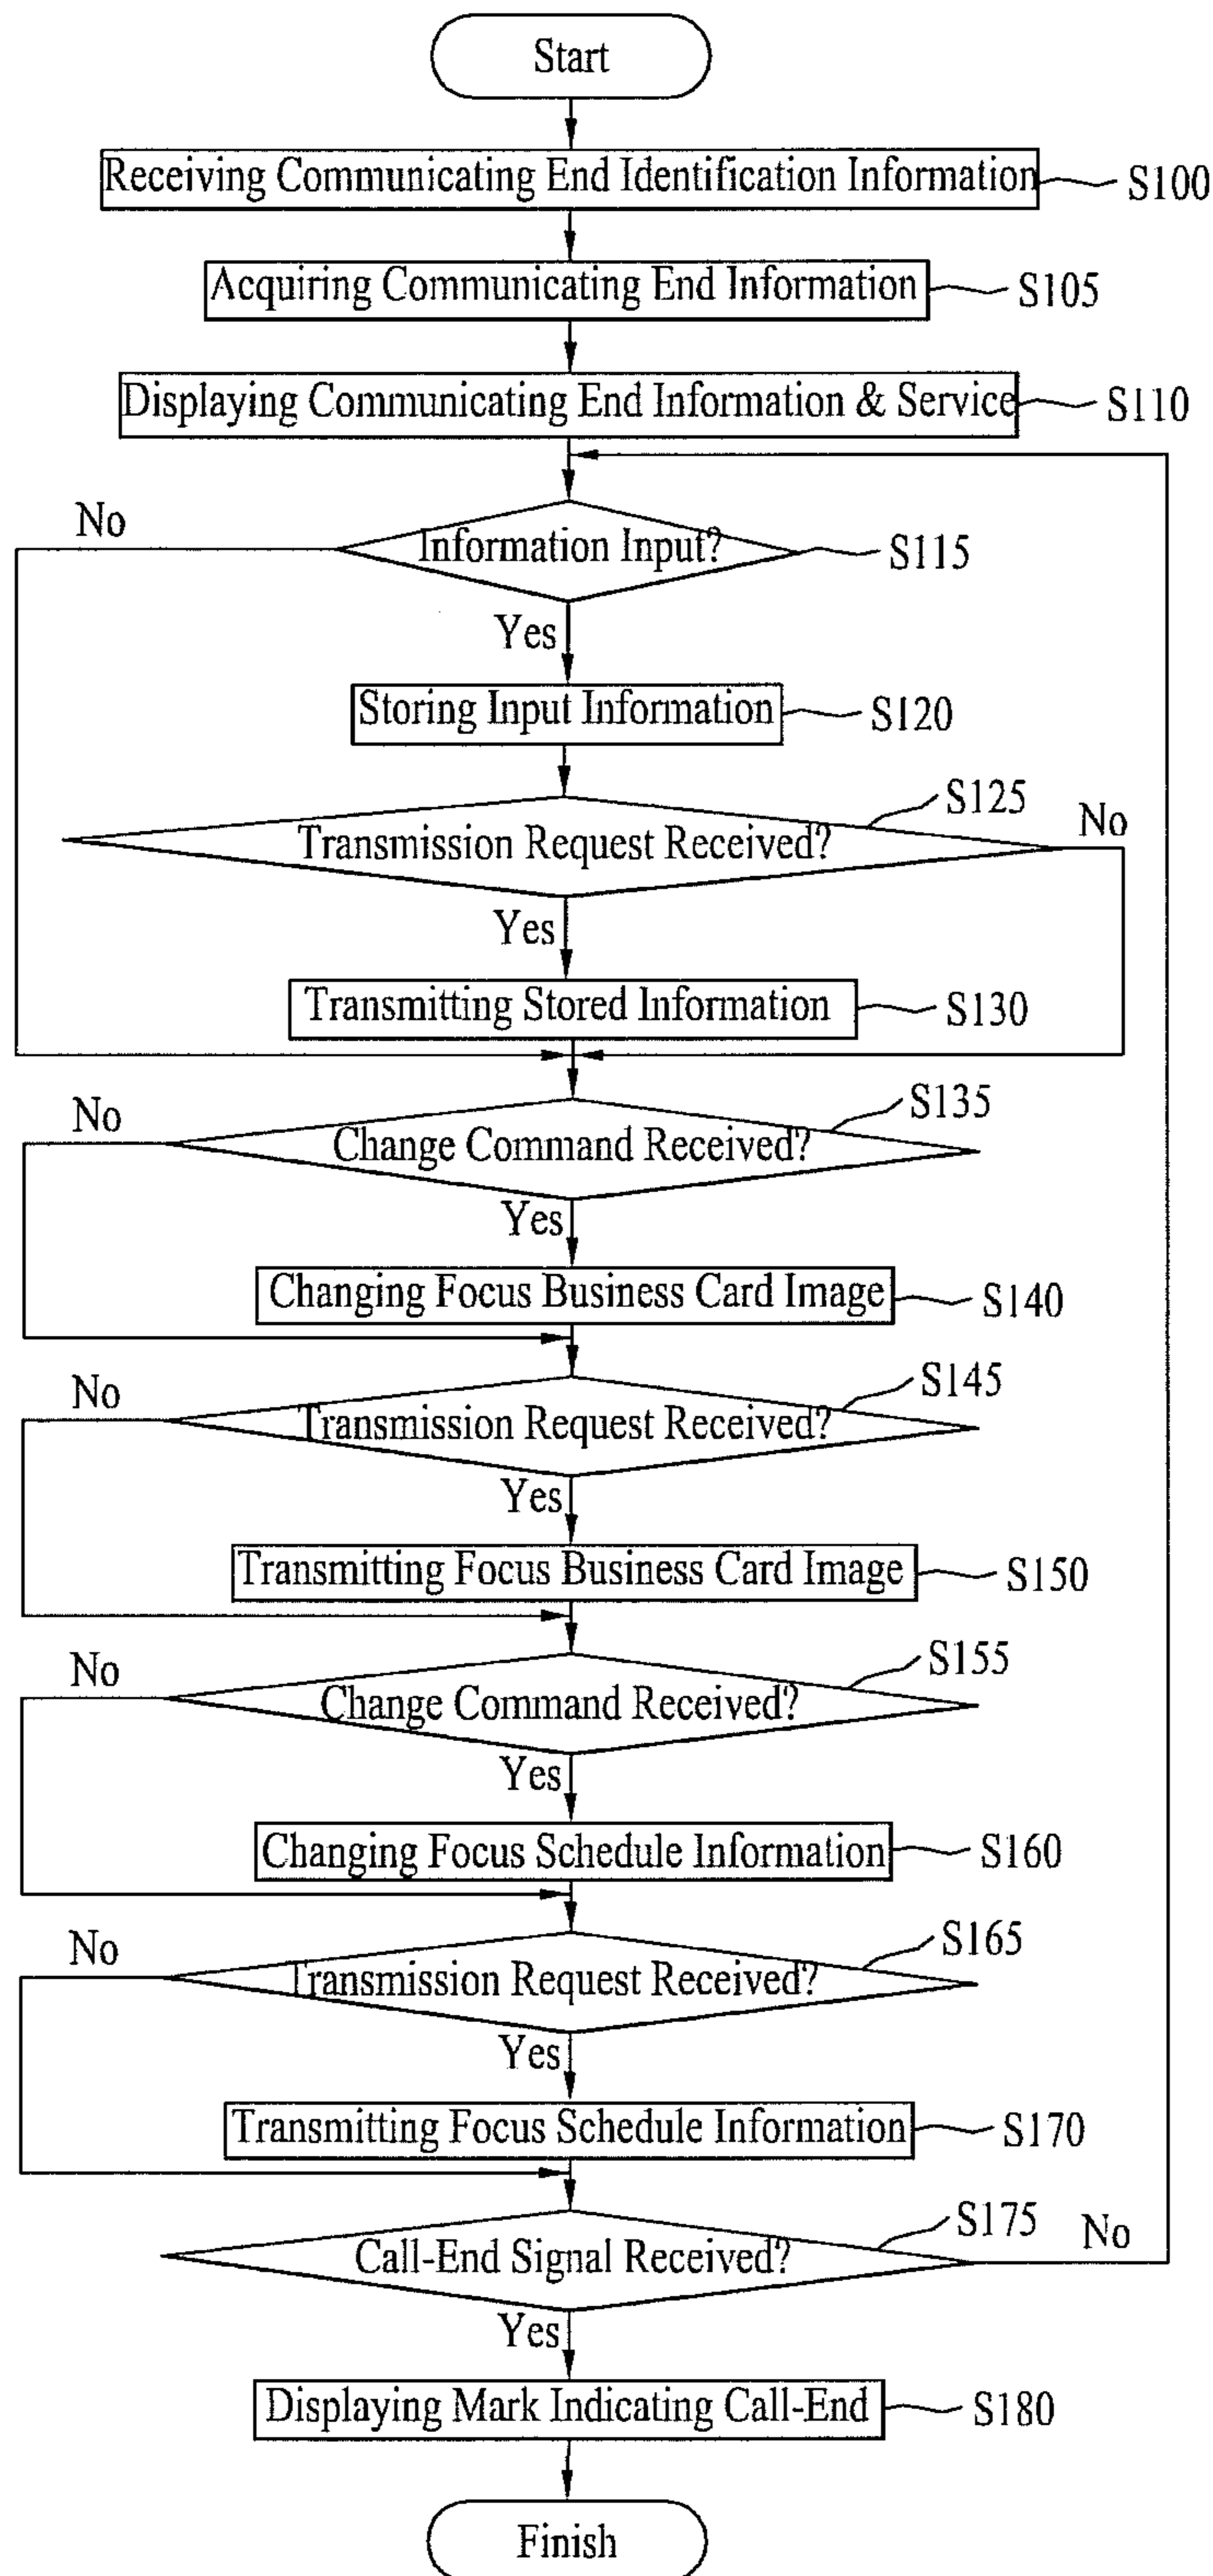 Start
Receiving Communicating End Identification Information
S100
Acquiring Communicating End Information
S105
Displaying Communicating End Information & Service
S110
No
Information Input?
S115
Yes
Storing Input Information
S120
S125
Transmission Request Received?
No
Yes
Transmitting Stored Information
S130
S135
No
Change Command Received?
Yes
Changing Focus Business Card Image
S140
S145
No
Transmission Request Received?
Yes
Transmitting Focus Business Card Image
S150
S155
No
Change Command Received?
Yes
Changing Focus Schedule Information
S160
S165
No
Transmission Request Received?
Yes
Transmitting Focus Schedule Information
S170
S175
Call-End Signal Received?
No
Yes
Displaying Mark Indicating Call-End
S180
Finish